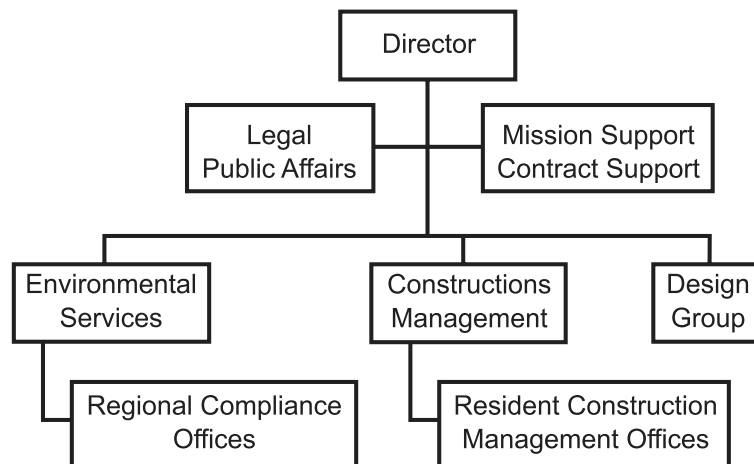 Director
Legal
Public Affairs
Mission Support
Contract Support
Environmental
Services
Constructions
Management
Design
Group
Regional Compliance
Offices
Resident Construction
Management Offices